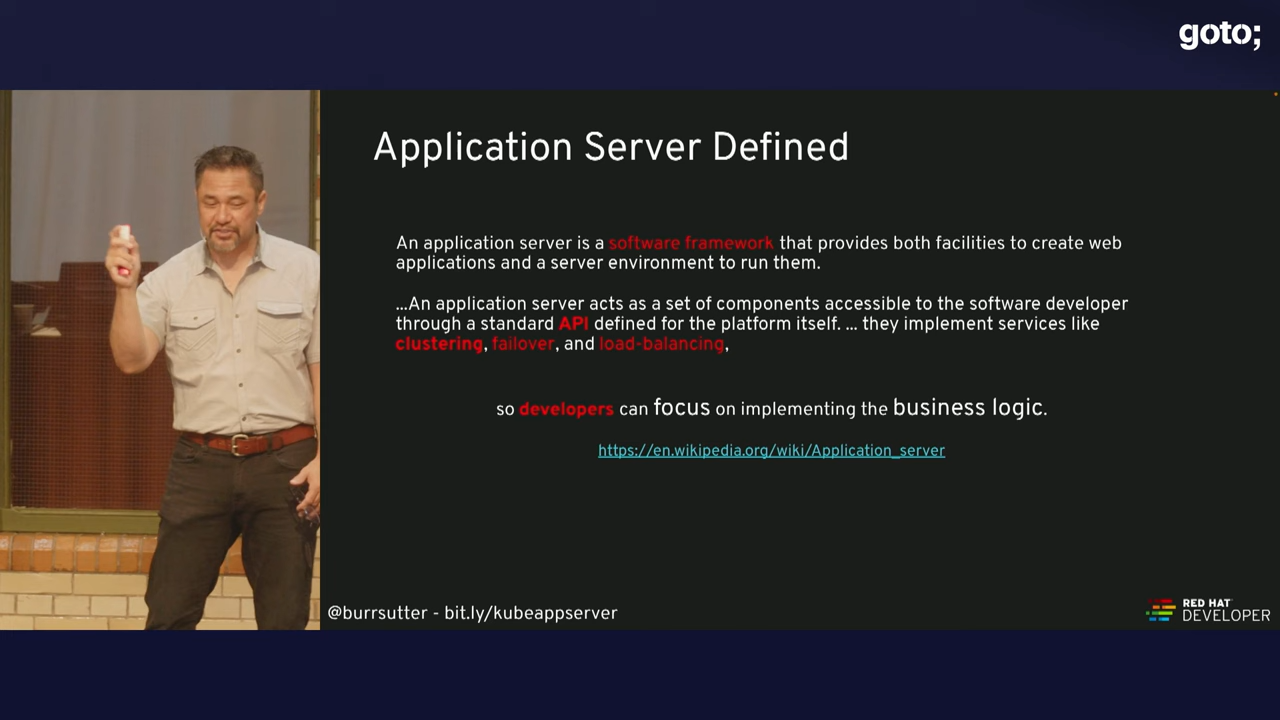 goto;
Application Server Defined
An application server is a software framework that provides both facilities to create web
applications and a server environment to run them.
...An application server acts as a set of components accessible to the software developer
through a standard API defined for the platform itself. ... they implement services like
clustering, failover, and load-balancing,
so developers can focus on implementing the business logic.
https://en.wikipedia.org/wiki/Application_server
@burrsutter - bit.ly/kubeappserver
RED HAT
DEVELOPER